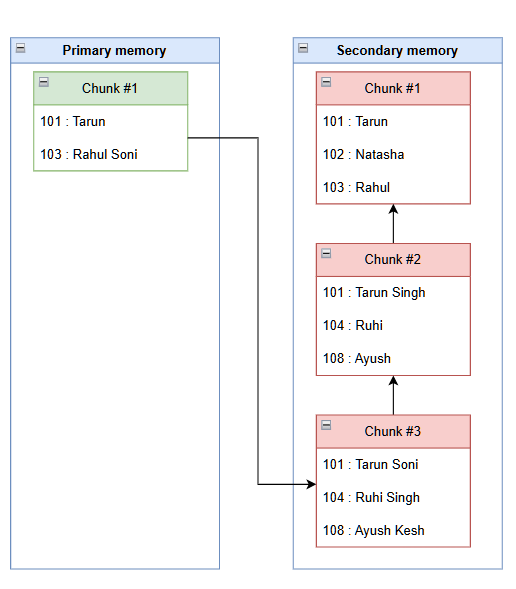 Primary memory
Chunk #1
101 : Tarun
103 : Rahul Soni
Secondary memory
Chunk #1
101 : Tarun
102 : Natasha
103 : Rahul
Chunk #2
101 : Tarun Singh
104 : Ruhi
108 : Ayush
Chunk #3
101 : Tarun Soni
104 : Ruhi Singh
108 : Ayush Kesh